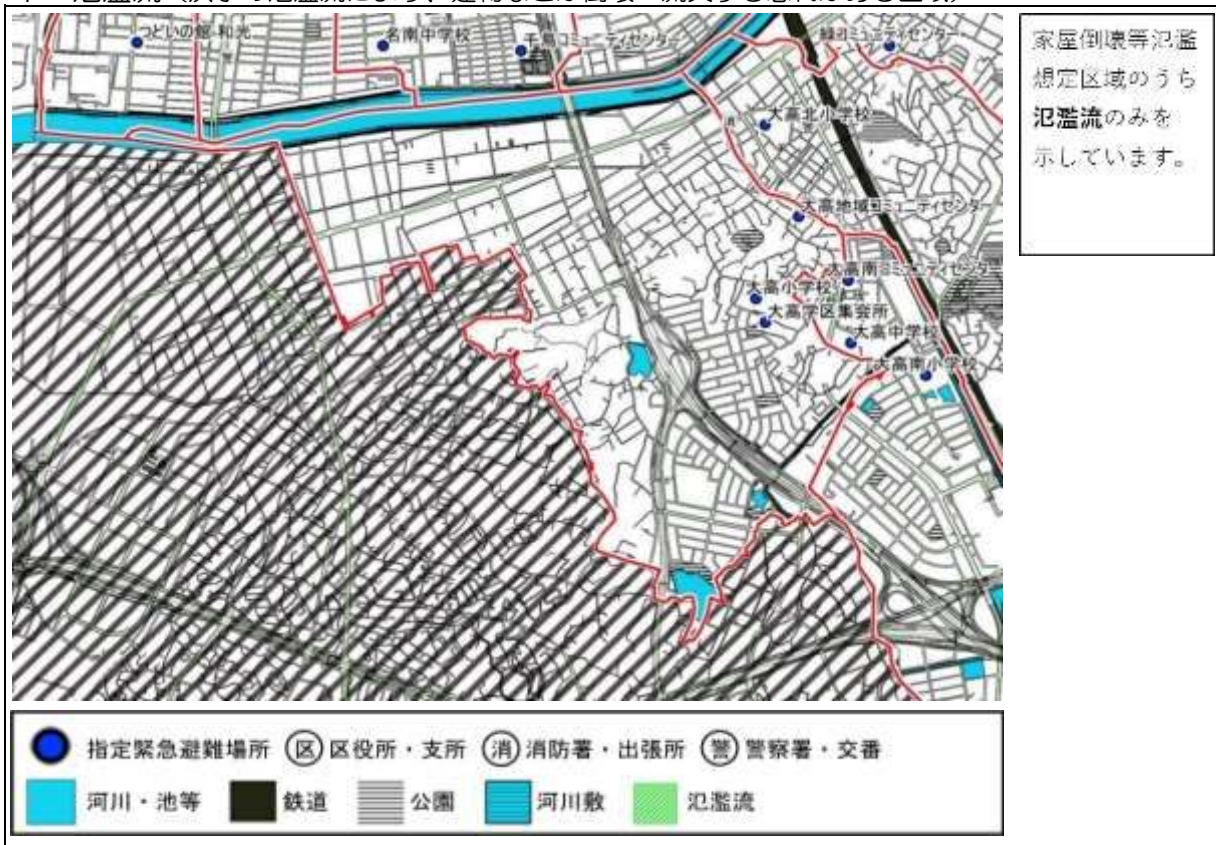 家屋倒壊等氾濫
想定区域のうち
氾濫流のみを
示しています。
つどいの館 和光
名南中学校
千鳥コミュニティセンター
緑コミュニティセンター
大高北小学校
大高地域コミュニティセンター
大高南コミュニティセンター
大高小学校
大高学区集会所
大高中学校
大高南小学校
指定緊急避難場所 区 区役所・支所 消 消防署・出張所 警 警察署・交番
河川・池等 鉄道 公園 河川敷 氾濫流